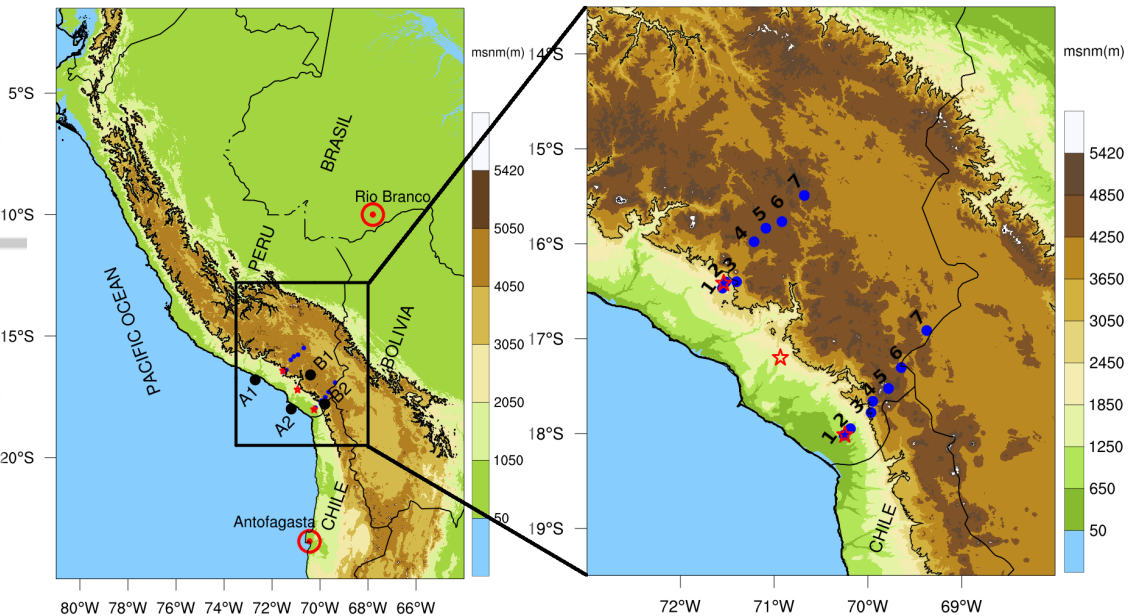 msnm(m)
5420
5050
4050
3050
2050
1050
50
5°S
10°S
15°S
20°S
80°W
78°W
76°W
74°W
72°W
70°W
68°W
66°W
BRASIL
Rio Branco
PERU
PACIFIC OCEAN
BOLIVIA
B1
B2
A1
A2
Antofagasta
CHILE
msnm(m)
5420
4850
4250
3650
3050
2450
1850
1250
650
50
14°S
15°S
16°S
17°S
18°S
19°S
72°W
71°W
70°W
69°W
7
6
5
4
3
2
1
7
6
5
4
3
2
1
CHILE